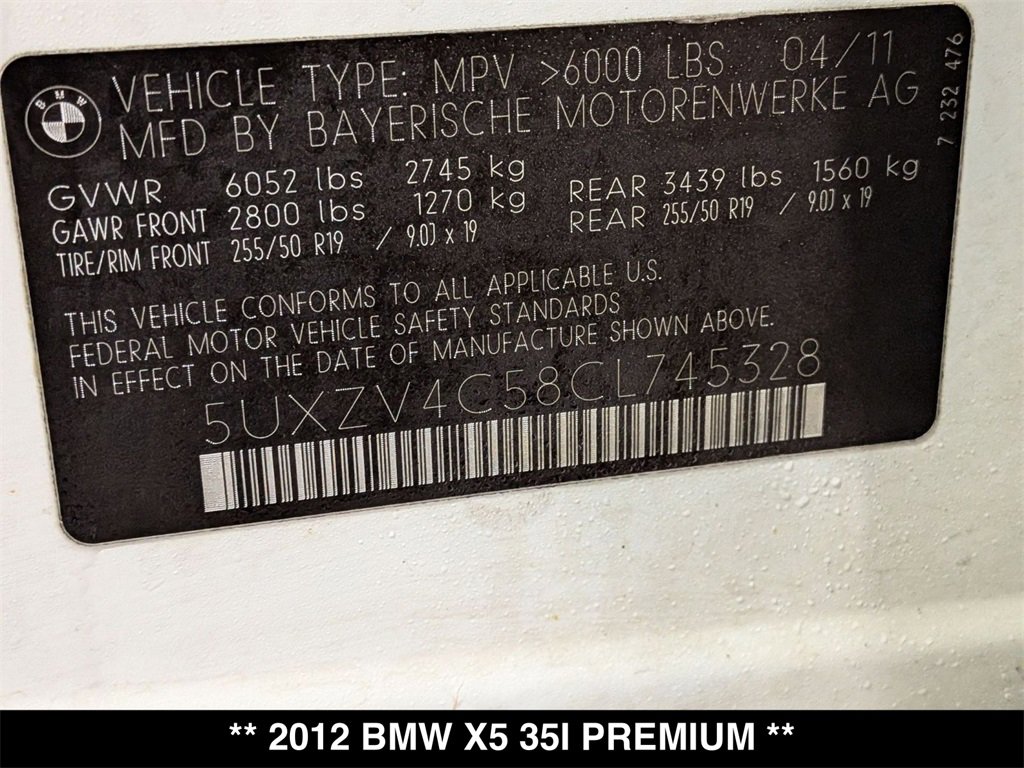 BMW
VEHICLE TYPE: MPV >6000 LBS 04/11
MFD BY BAYERISCHE MOTORENWERKE AG
7 232 476
GVWR 6052 lbs 2745 kg
GAWR FRONT 2800 lbs 1270 kg REAR 3439 lbs 1560 kg
TIRE/RIM FRONT 255/50 R19 / 9.0J x 19 REAR 255/50 R19 / 9.0J x 19
THIS VEHICLE CONFORMS TO ALL APPLICABLE U.S.
FEDERAL MOTOR VEHICLE SAFETY STANDARDS
IN EFFECT ON THE DATE OF MANUFACTURE SHOWN ABOVE.
5UXZV4C58CL745328
** 2012 BMW X5 35I PREMIUM **